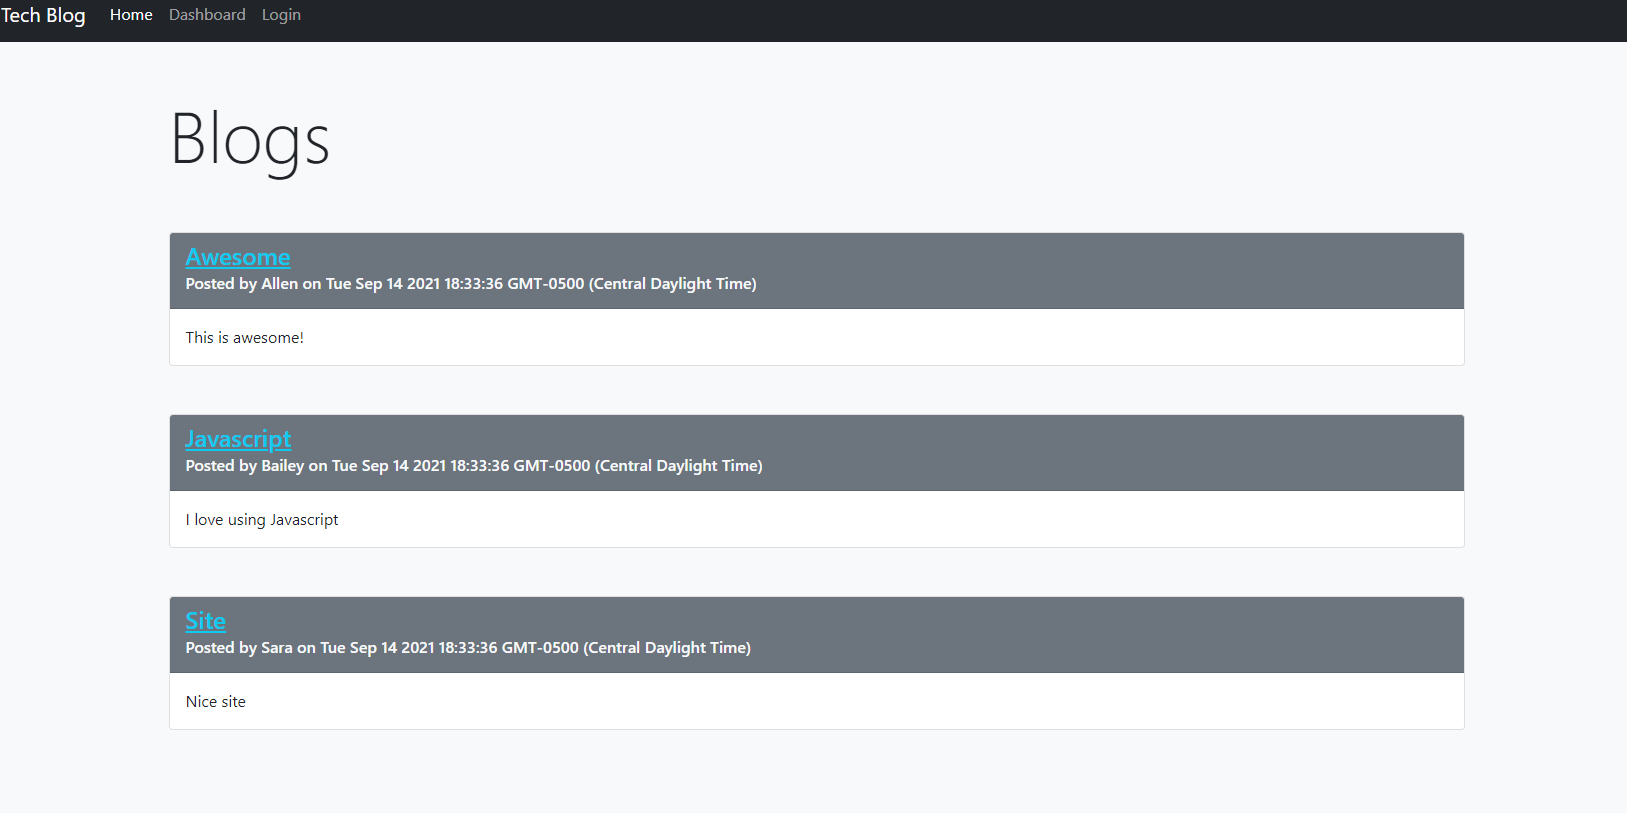 Tech Blog Home Dashboard Login
Blogs
Awesome
Posted by Allen on Tue Sep 14 2021 18:33:36 GMT-0500 (Central Daylight Time)
This is awesome!
Javascript
Posted by Bailey on Tue Sep 14 2021 18:33:36 GMT-0500 (Central Daylight Time)
I love using Javascript
Site
Posted by Sara on Tue Sep 14 2021 18:33:36 GMT-0500 (Central Daylight Time)
Nice site